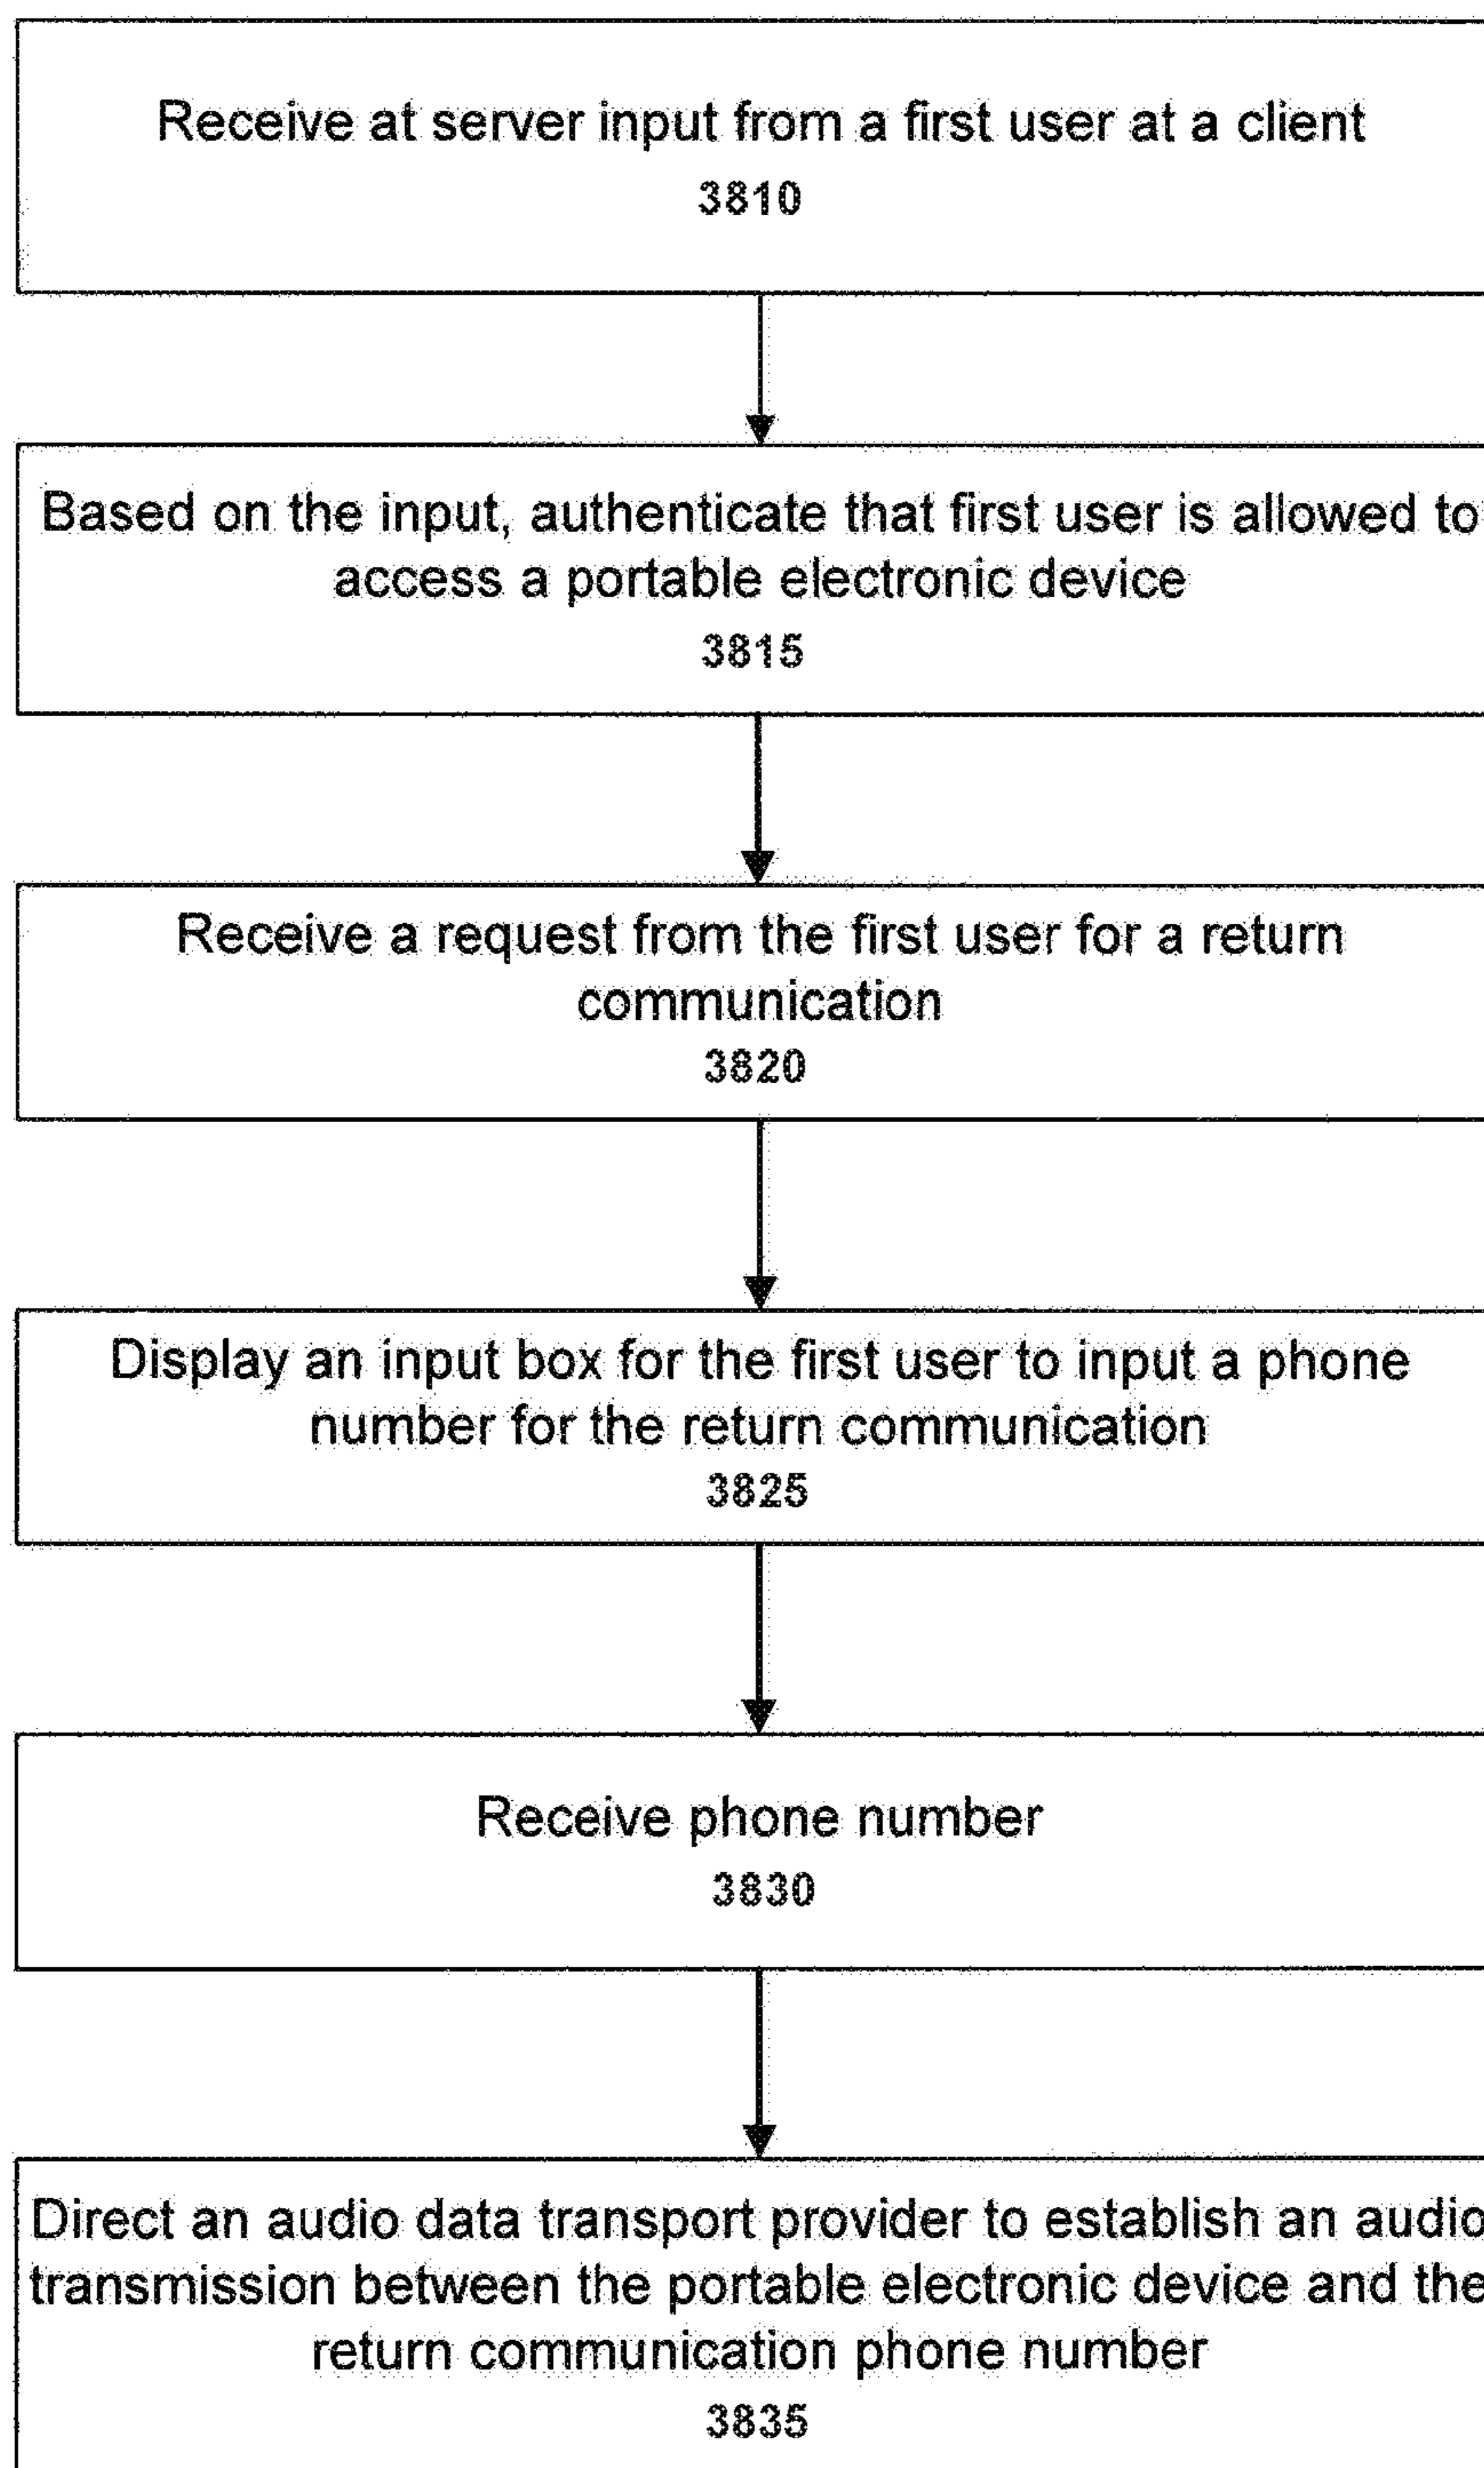 Receive at server input from a first user at a client
3810
Based on the input, authenticate that first user is allowed to
access a portable electronic device
3815
Receive a request from the first user for a return
communication
3820
Display an input box for the first user to input a phone
number for the return communication
3825
Receive phone number
3830
Direct an audio data transport provider to establish an audio
transmission between the portable electronic device and the
return communication phone number
3835